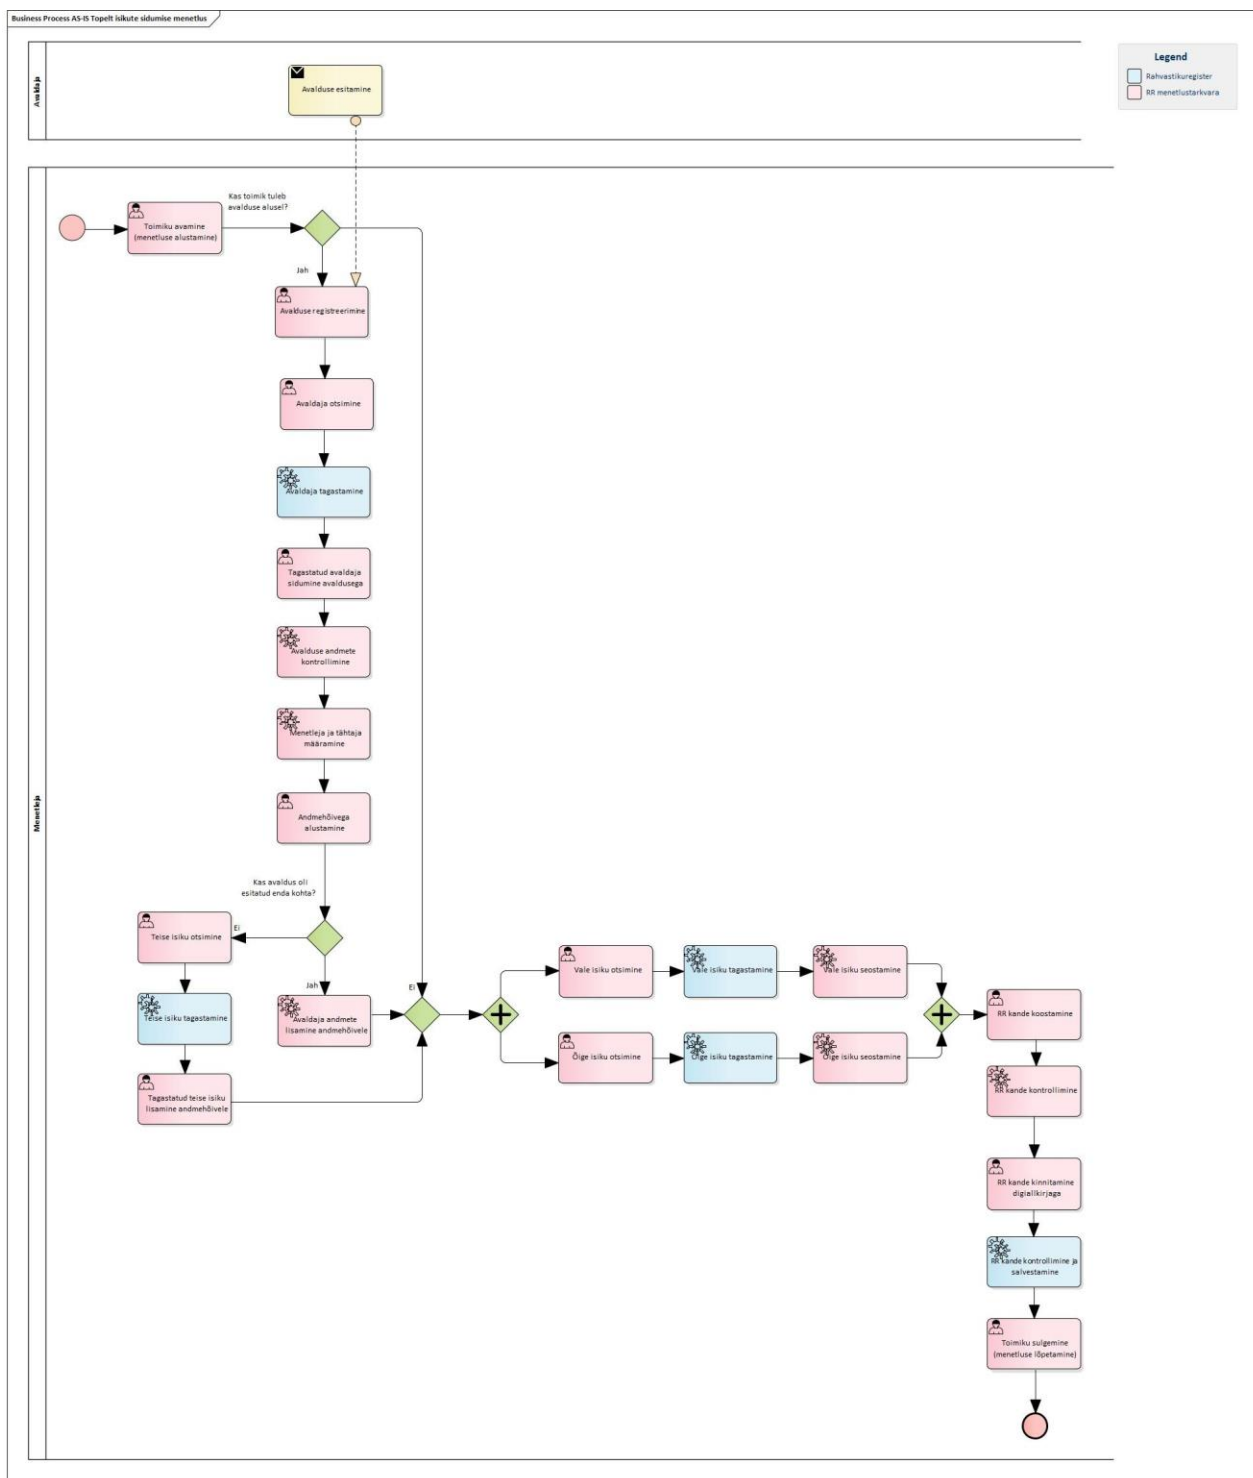 Business Process AS-IS Topelt isikute sidumise menetlus
Legend
Rahvastikuregister
RR menetlustarkvara
Avaldaja
Avalduse esitamine
Menetleja
Toimiku avamine
(menetluse alustamine)
Kas toimik tuleb
avalduse alusel?
Jah
Avalduse registreerimine
Avaldaja otsimine
Avaldaja tagastamine
Tagastatud avaldaja
sidumine avaldusega
Avalduse andmete
kontrollimine
Menetleja ja tähtaja
määramine
Andmehõivega
alustamine
Kas avaldus oli
esitatud enda kohta?
Ei
Teise isiku otsimine
Teise isiku tagastamine
Tagastatud teise isiku
lisamine andmehõivele
Jah
Avaldaja andmete
lisamine andmehõivele
Ei
Vale isiku otsimine
Vale isiku tagastamine
Vale isiku seostamine
Õige isiku otsimine
Õige isiku tagastamine
Õige isiku seostamine
RR kande koostamine
RR kande kontrollimine
RR kande kinnitamine
digiallkirjaga
RR kande kontrollimine ja
salvestamine
Toimiku sulgemine
(menetluse lõpetamine)